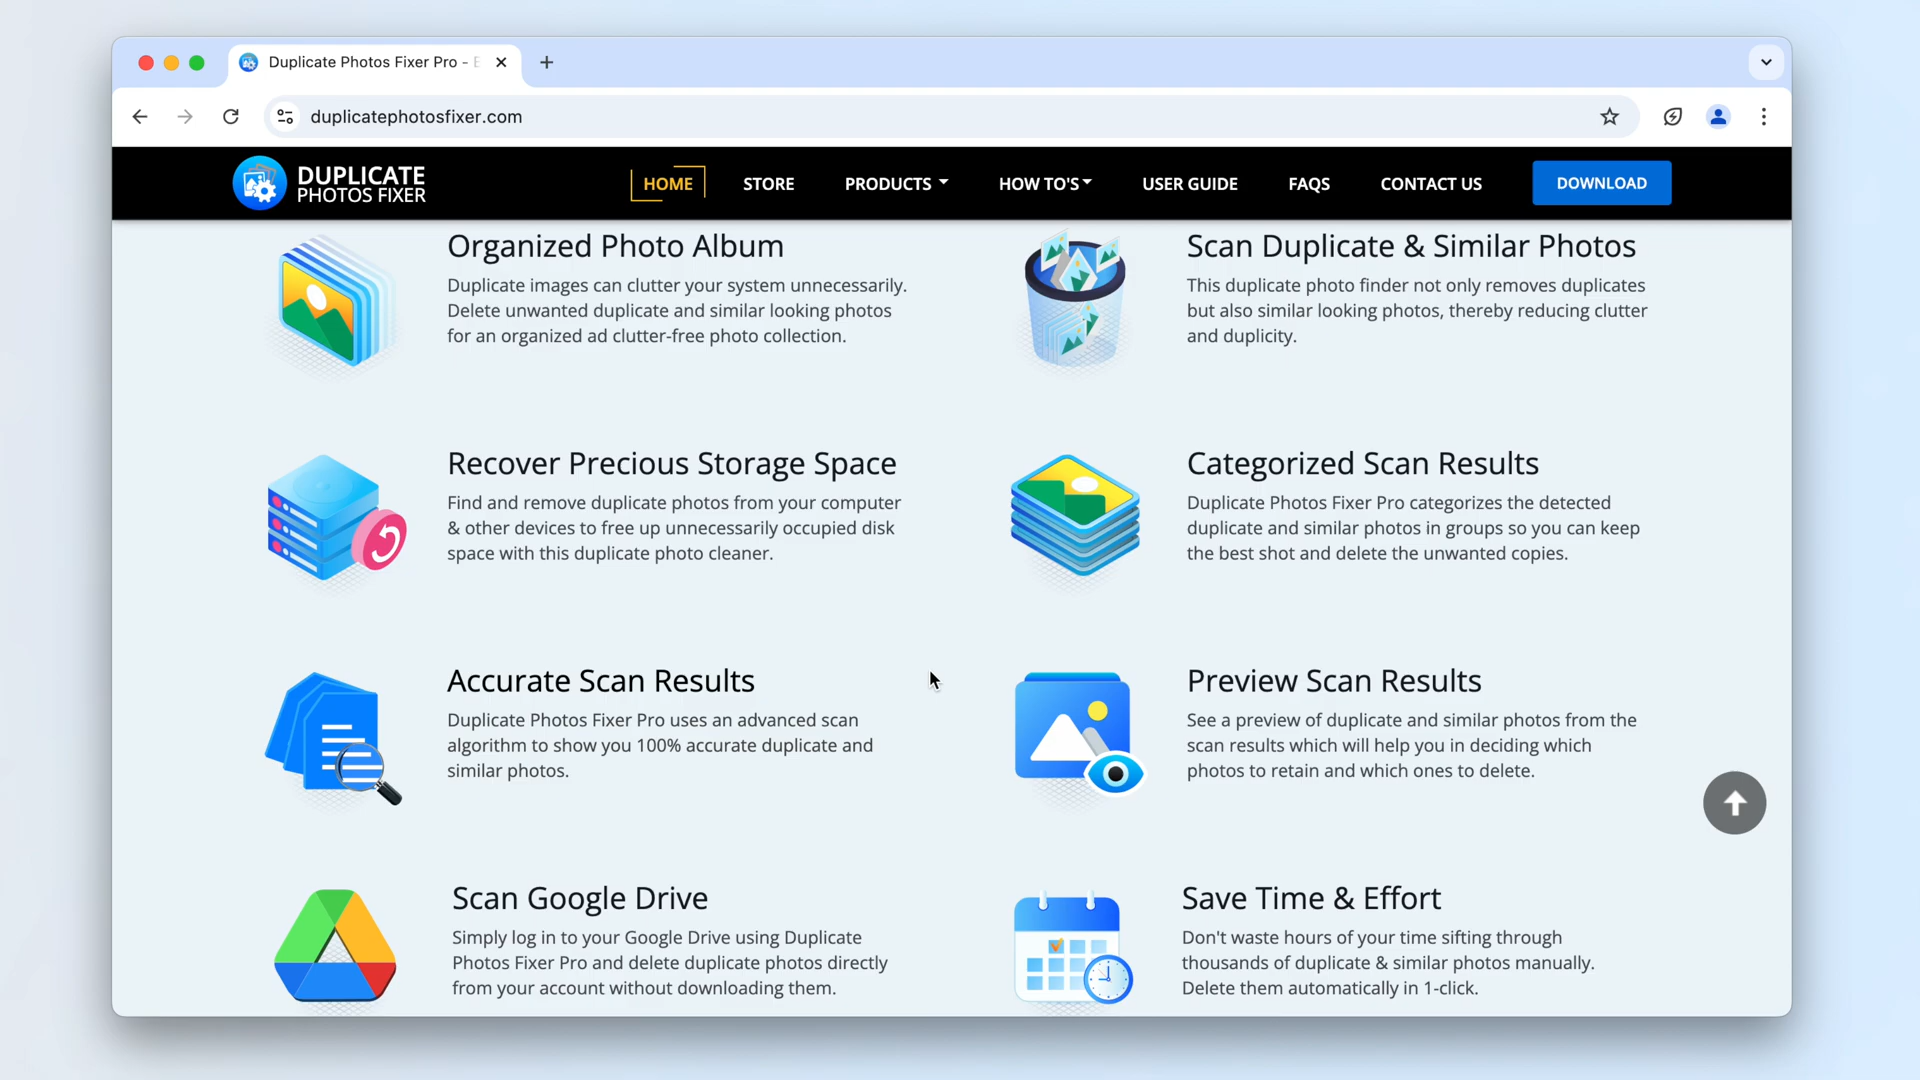 Duplicate Photos Fixer Pro - E
duplicatephotosfixer.com
DUPLICATE
PHOTOS FIXER
HOME
STORE
PRODUCTS
HOW TO'S
USER GUIDE
FAQS
CONTACT US
DOWNLOAD
Organized Photo Album
Duplicate images can clutter your system unnecessarily.
Delete unwanted duplicate and similar looking photos
for an organized ad clutter-free photo collection.
Scan Duplicate & Similar Photos
This duplicate photo finder not only removes duplicates
but also similar looking photos, thereby reducing clutter
and duplicity.
Recover Precious Storage Space
Find and remove duplicate photos from your computer
& other devices to free up unnecessarily occupied disk
space with this duplicate photo cleaner.
Categorized Scan Results
Duplicate Photos Fixer Pro categorizes the detected
duplicate and similar photos in groups so you can keep
the best shot and delete the unwanted copies.
Accurate Scan Results
Duplicate Photos Fixer Pro uses an advanced scan
algorithm to show you 100% accurate duplicate and
similar photos.
Preview Scan Results
See a preview of duplicate and similar photos from the
scan results which will help you in deciding which
photos to retain and which ones to delete.
Scan Google Drive
Simply log in to your Google Drive using Duplicate
Photos Fixer Pro and delete duplicate photos directly
from your account without downloading them.
Save Time & Effort
Don't waste hours of your time sifting through
thousands of duplicate & similar photos manually.
Delete them automatically in 1-click.